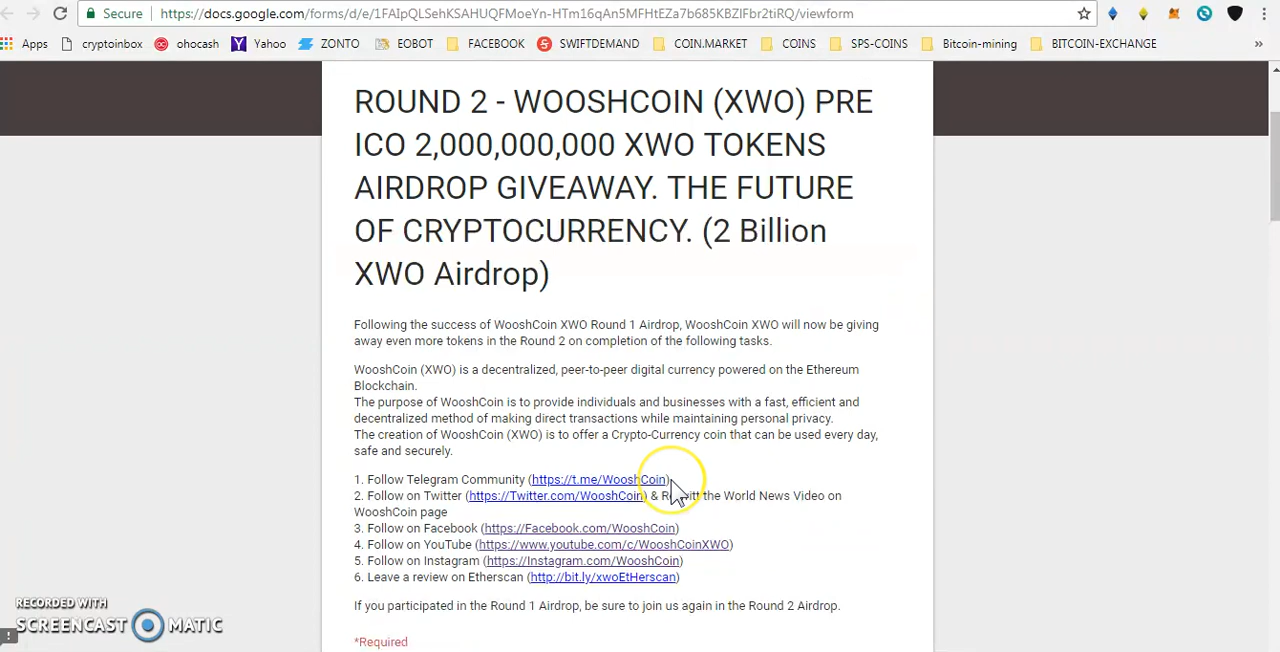 Secure https://docs.google.com/forms/d/e/1FAIpQLSehKSAHUQFMoeYn-HTm16qAn5MFHtEZa7b685KBZlFbr2tiRQ/viewform
Apps cryptoinbox ohocash Yahoo ZONTO EOBOT FACEBOOK SWIFTDEMAND COIN.MARKET COINS SPS-COINS Bitcoin-mining BITCOIN-EXCHANGE »
ROUND 2 - WOOSHCOIN (XWO) PRE
ICO 2,000,000,000 XWO TOKENS
AIRDROP GIVEAWAY. THE FUTURE
OF CRYPTOCURRENCY. (2 Billion
XWO Airdrop)
Following the success of WooshCoin XWO Round 1 Airdrop, WooshCoin XWO will now be giving
away even more tokens in the Round 2 on completion of the following tasks.
WooshCoin (XWO) is a decentralized, peer-to-peer digital currency powered on the Ethereum
Blockchain.
The purpose of WooshCoin is to provide individuals and businesses with a fast, efficient and
decentralized method of making direct transactions while maintaining personal privacy.
The creation of WooshCoin (XWO) is to offer a Crypto-Currency coin that can be used every day,
safe and securely.
1. Follow Telegram Community (https://t.me/WooshCoin)
2. Follow on Twitter (https://Twitter.com/WooshCoin) & the World News Video on
WooshCoin page
3. Follow on Facebook (https://Facebook.com/WooshCoin)
4. Follow on YouTube (https://www.youtube.com/c/WooshCoinXWO)
5. Follow on Instagram (https://Instagram.com/WooshCoin)
6. Leave a review on Etherscan (http://bit.ly/xwoEtHerscan)
If you participated in the Round 1 Airdrop, be sure to join us again in the Round 2 Airdrop.
*Required
RECORDED WITH
SCREENCAST MATIC